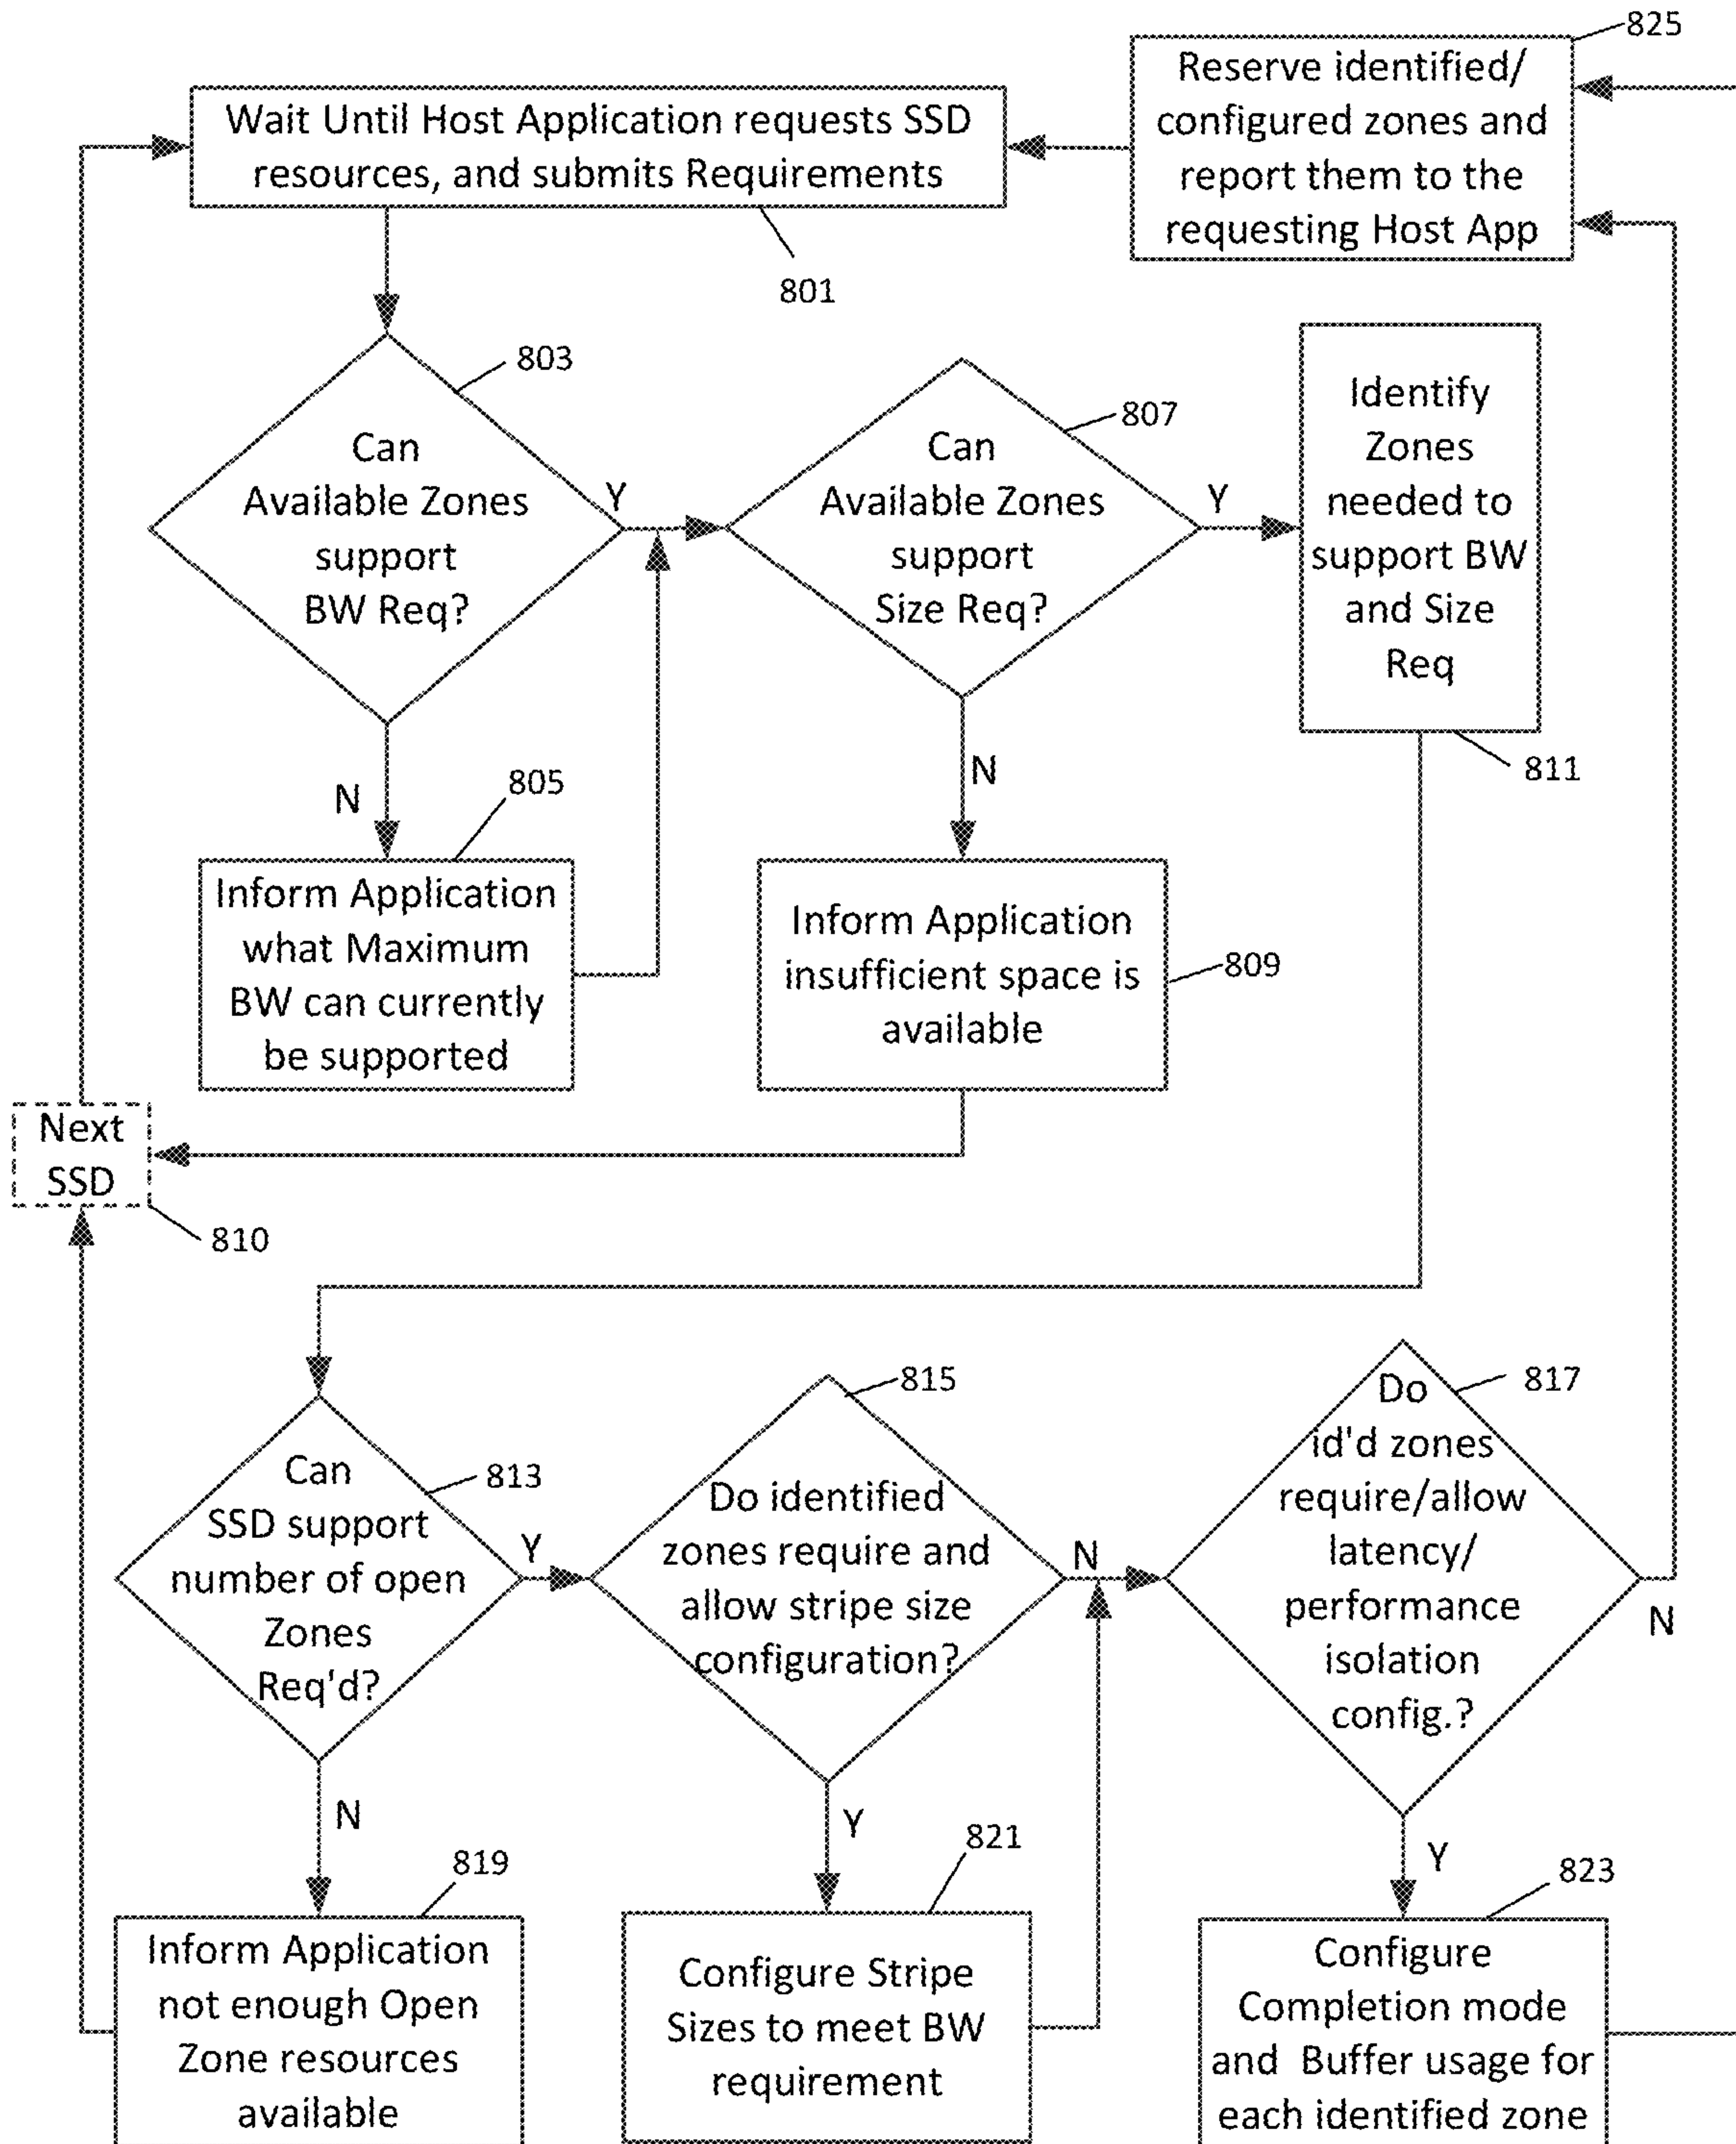 825
Reserve identified/
configured zones and
report them to the
requesting Host App
Wait Until Host Application requests SSD
resources, and submits Requirements
801
803
Can
Available Zones
support
BW Req?
Y
N
807
Can
Available Zones
support
Size Req?
Y
N
Identify
Zones
needed to
support BW
and Size
Req
811
805
Inform Application
what Maximum
BW can currently
be supported
Inform Application
insufficient space is
available
809
Next
SSD
810
813
Can
SSD support
number of open
Zones
Req'd?
Y
N
815
Do identified
zones require and
allow stripe size
configuration?
N
Y
817
Do
id'd zones
require/allow
latency/
performance
isolation
config.?
N
Y
819
Inform Application
not enough Open
Zone resources
available
821
Configure Stripe
Sizes to meet BW
requirement
823
Configure
Completion mode
and Buffer usage for
each identified zone